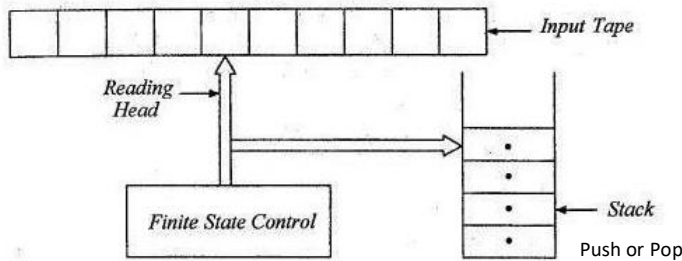 Input Tape
Reading
Head
Finite State Control
Stack
Push or Pop